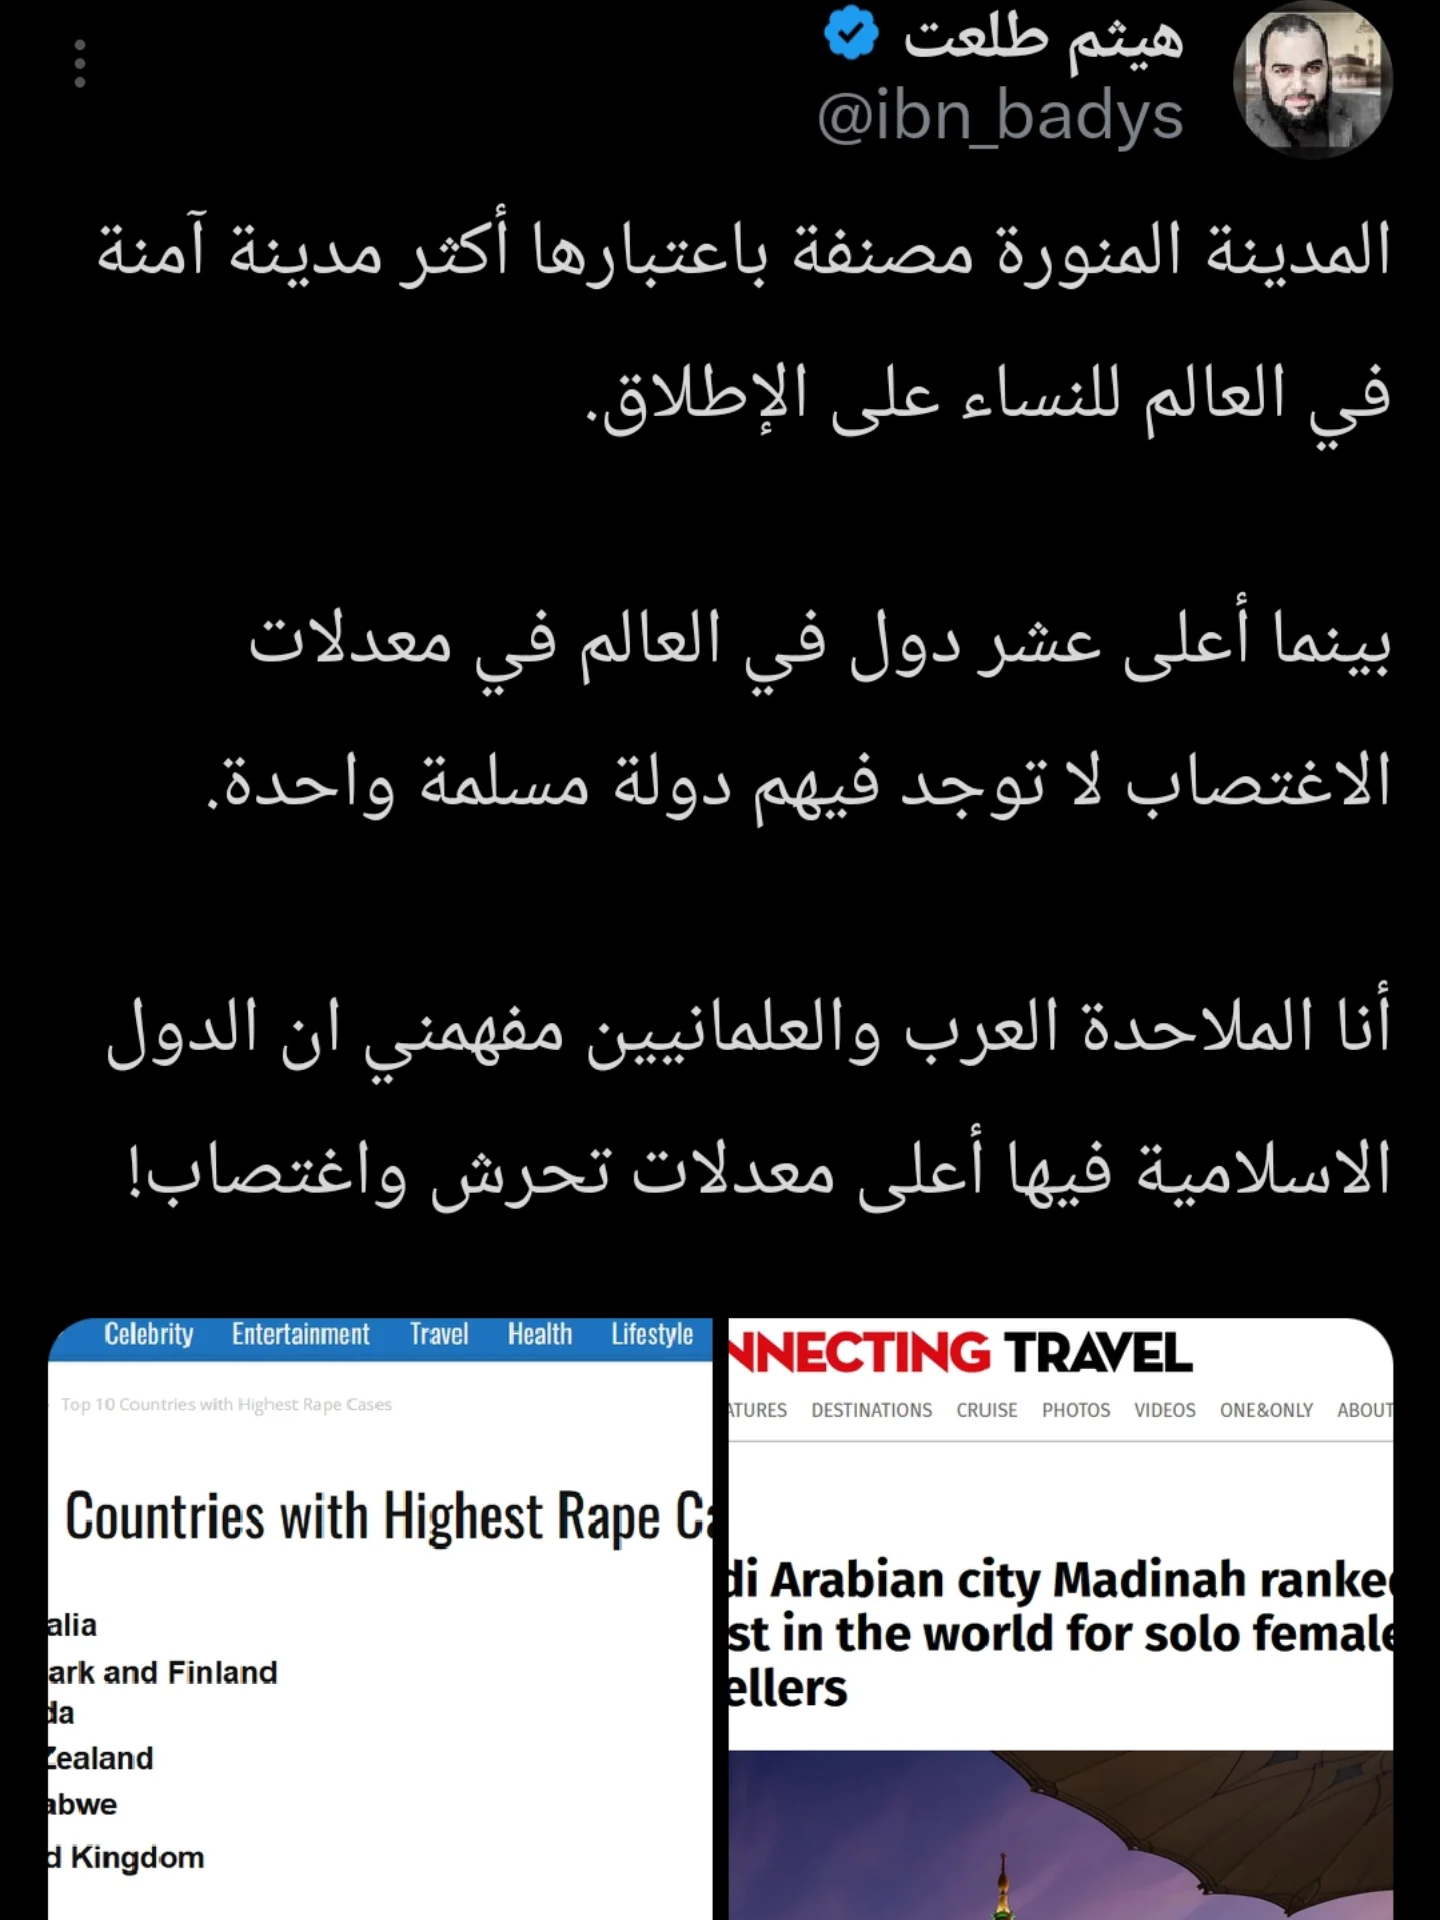 هيثم طلعت
@ibn_badys
المدينة المنورة مصنفة باعتبارها أكثر مدينة آمنة
في العالم للنساء على الإطلاق.
بينما أعلى عشر دول في العالم في معدلات
الاغتصاب لا توجد فيهم دولة مسلمة واحدة.
أنا الملاحدة العرب والعلمانيين مفهمني ان الدول
الاسلامية فيها أعلى معدلات تحرش واغتصاب!
Celebrity Entertainment Travel Health Lifestyle
Top 10 Countries with Highest Rape Cases
Countries with Highest Rape Ca
alia
ark and Finland
da
Zealand
abwe
d Kingdom
NNECTING TRAVEL
ATURES DESTINATIONS CRUISE PHOTOS VIDEOS ONE&ONLY ABOUT
di Arabian city Madinah ranked
st in the world for solo female
ellers